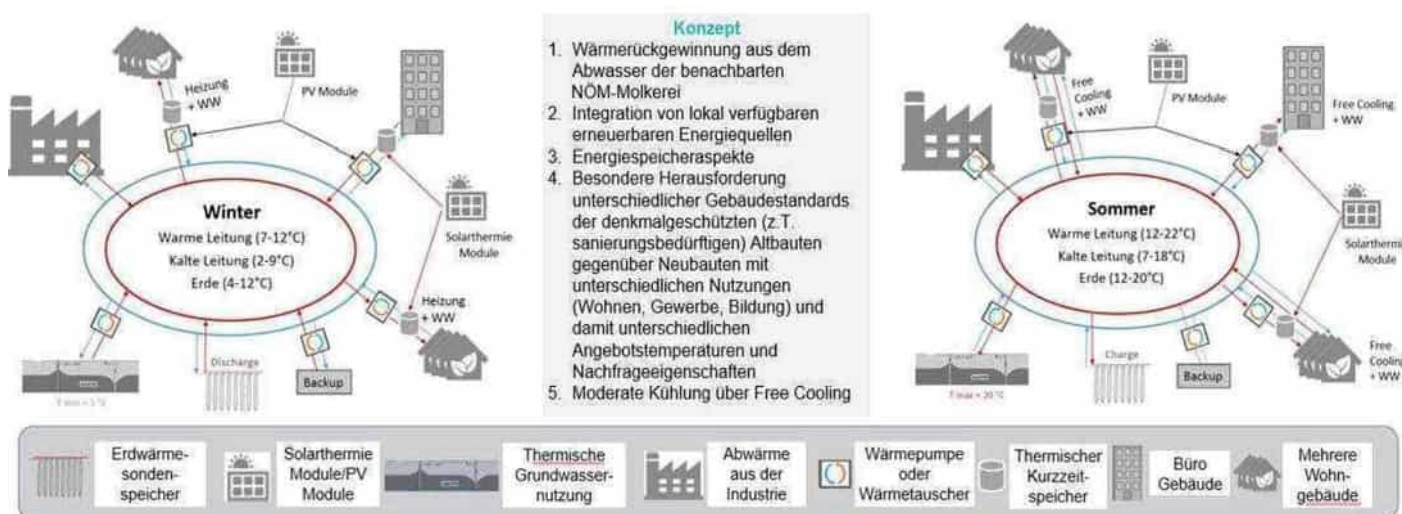 Heizung
+ WW
PV Module
Winter
Warme Leitung (7-12°C)
Kalte Leitung (2-9°C)
Erde (4-12°C)
Solarthermie
Module
Heizung
+ WW
Discharge
Backup
T min = 5 °C
Konzept
1. Wärmerückgewinnung aus dem
Abwasser der benachbarten
NÖM-Molkerei
2. Integration von lokal verfügbaren
erneuerbaren Energiequellen
3. Energiespeicheraspekte
4. Besondere Herausforderung
unterschiedlicher Gebäudestandards
der denkmalgeschützten (z.T.
sanierungsbedürftigen) Altbauten
gegenüber Neubauten mit
unterschiedlichen Nutzungen
(Wohnen, Gewerbe, Bildung) und
damit unterschiedlichen
Angebotstemperaturen und
Nachfrageeigenschaften
5. Moderate Kühlung über Free Cooling
Free
Cooling
+ WW
PV Module
Free Cooling
+ WW
Sommer
Warme Leitung (12-22°C)
Kalte Leitung (7-18°C)
Erde (12-20°C)
Solarthermie
Module
Free
Cooling
+ WW
Charge
Backup
T max = 20 °C
Erdwärme-
sonden-
speicher
Solarthermie
Module/PV
Module
Thermische
Grundwasser-
nutzung
Abwärme
aus der
Industrie
Wärmepumpe
oder
Wärmetauscher
Thermischer
Kurzzeit-
speicher
Büro
Gebäude
Mehrere
Wohn-
gebäude